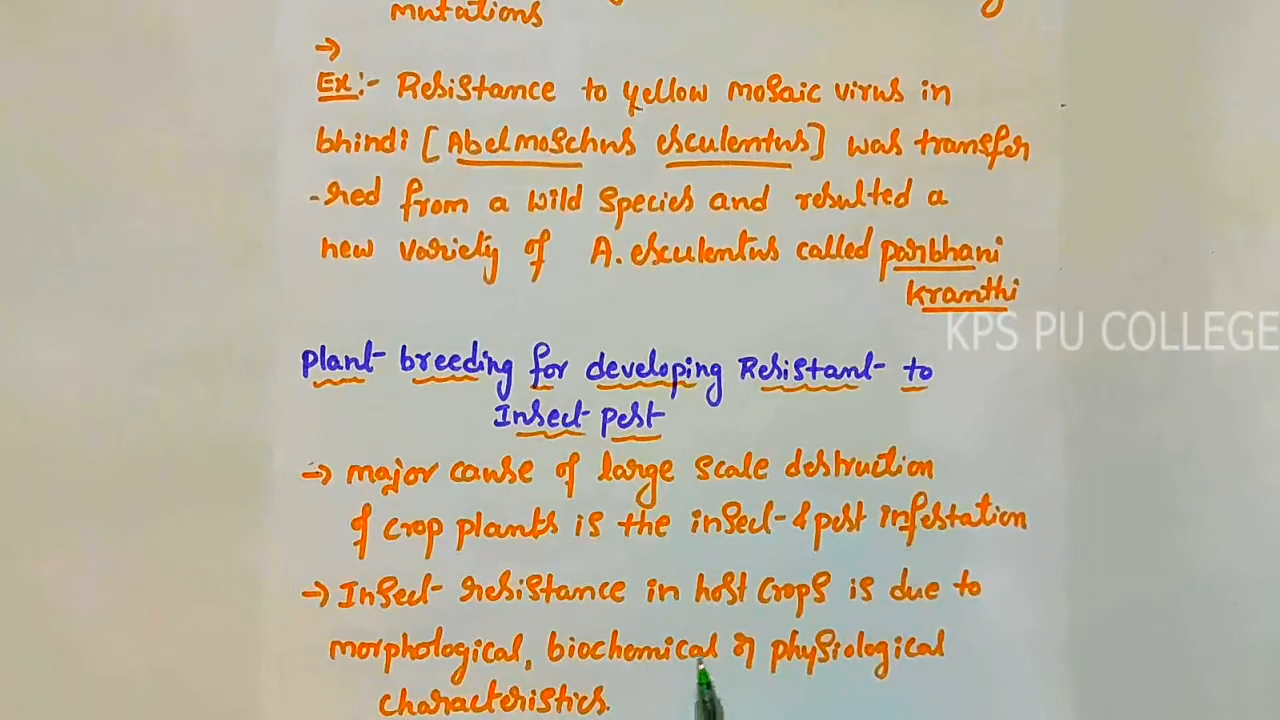 mutations
→
Ex:- Resistance to yellow mosaic virus in
bhindi [Abelmoschus esculentus] was transfer
-red from a wild species and resulted a
new variety of A. esculentus called parbhani
kranthi
KPS PU COLLEGE
plant breeding for developing Resistant to
Insect pest
→ major cause of large scale destruction
of crop plants is the insect & pest infestation
→ Insect resistance in host crops is due to
morphological, biochemical or physiological
characteristics.